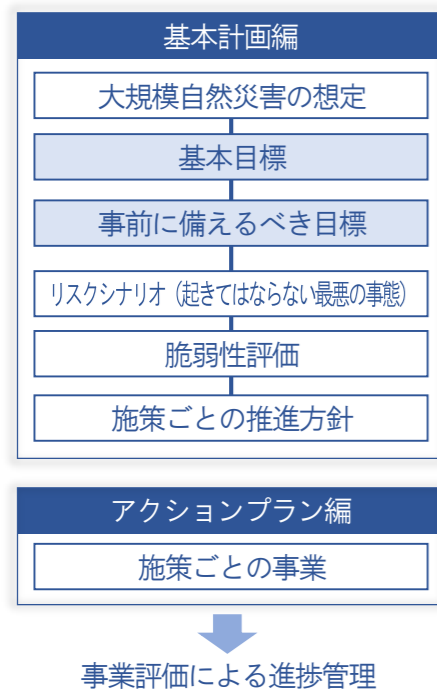 基本計画編
大規模自然災害の想定
基本目標
事前に備えるべき目標
リスクシナリオ（起きてはならない最悪の事態）
脆弱性評価
施策ごとの推進方針
アクションプラン編
施策ごとの事業
事業評価による進捗管理